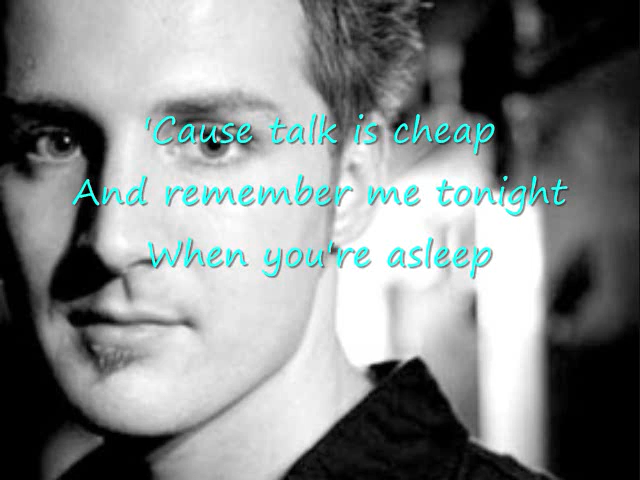 'Cause talk is cheap
And remember me tonight
When you're asleep